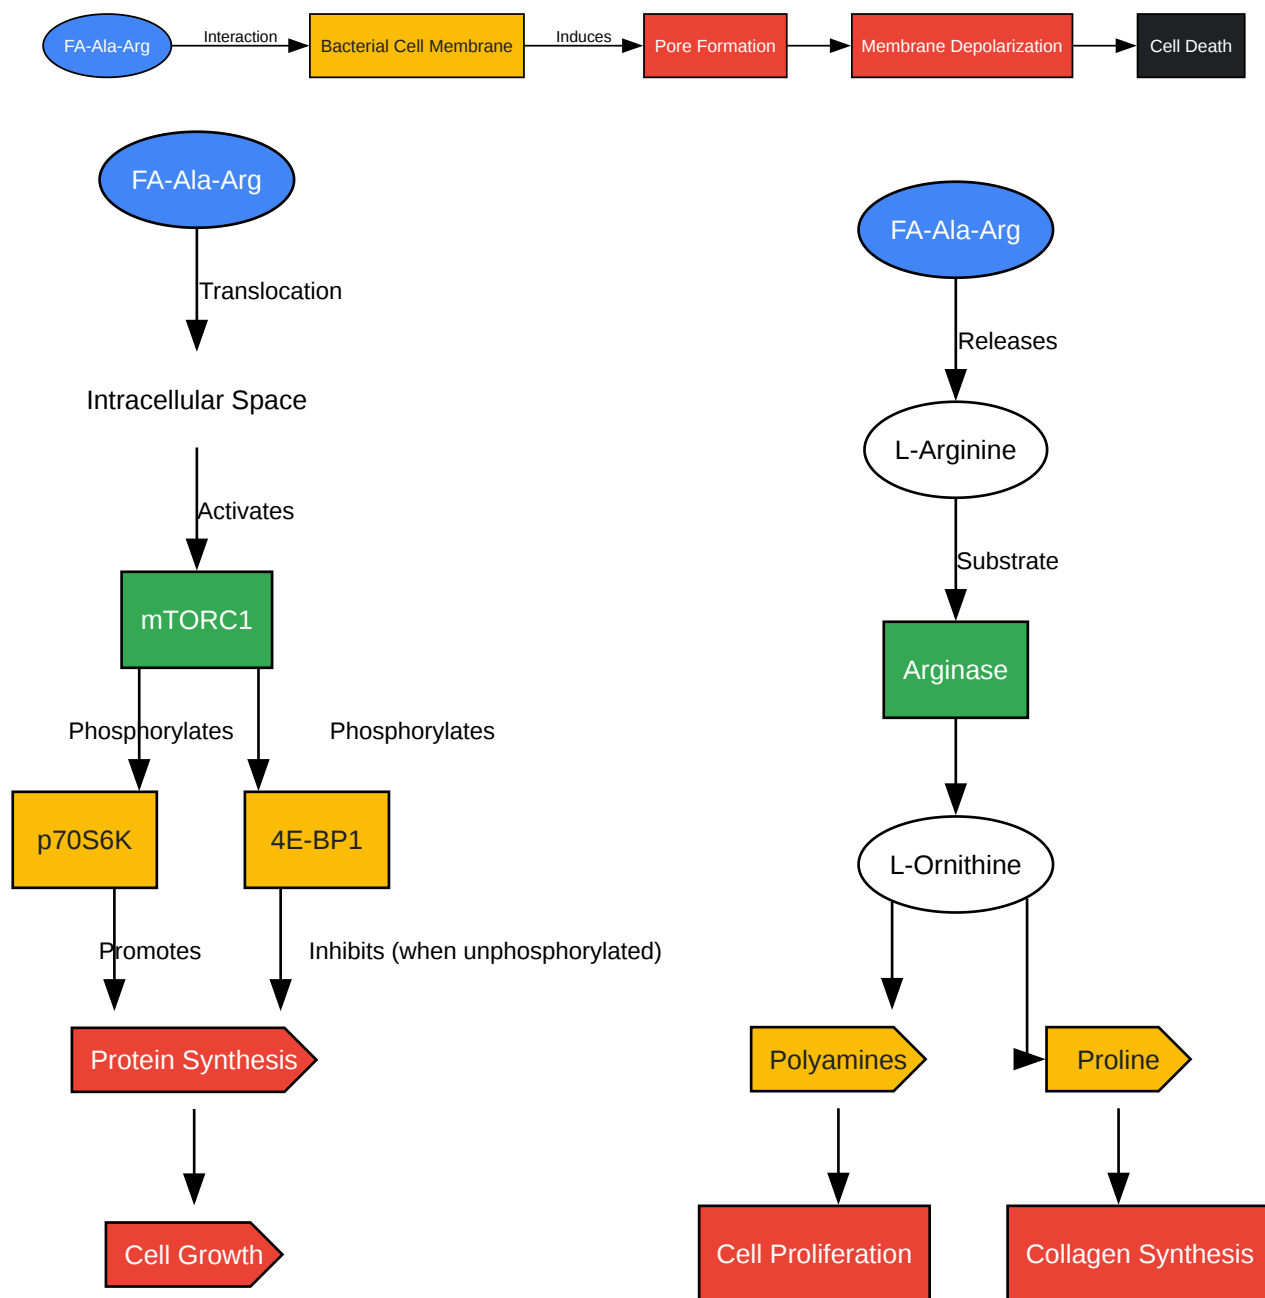 FA-Ala-Arg
Interaction
Bacterial Cell Membrane
Induces
Pore Formation
Membrane Depolarization
Cell Death
FA-Ala-Arg
Translocation
Intracellular Space
Activates
mTORC1
Phosphorylates
Phosphorylates
p70S6K
4E-BP1
Promotes
Inhibits (when unphosphorylated)
Protein Synthesis
Cell Growth
FA-Ala-Arg
Releases
L-Arginine
Substrate
Arginase
L-Ornithine
Polyamines
Proline
Cell Proliferation
Collagen Synthesis